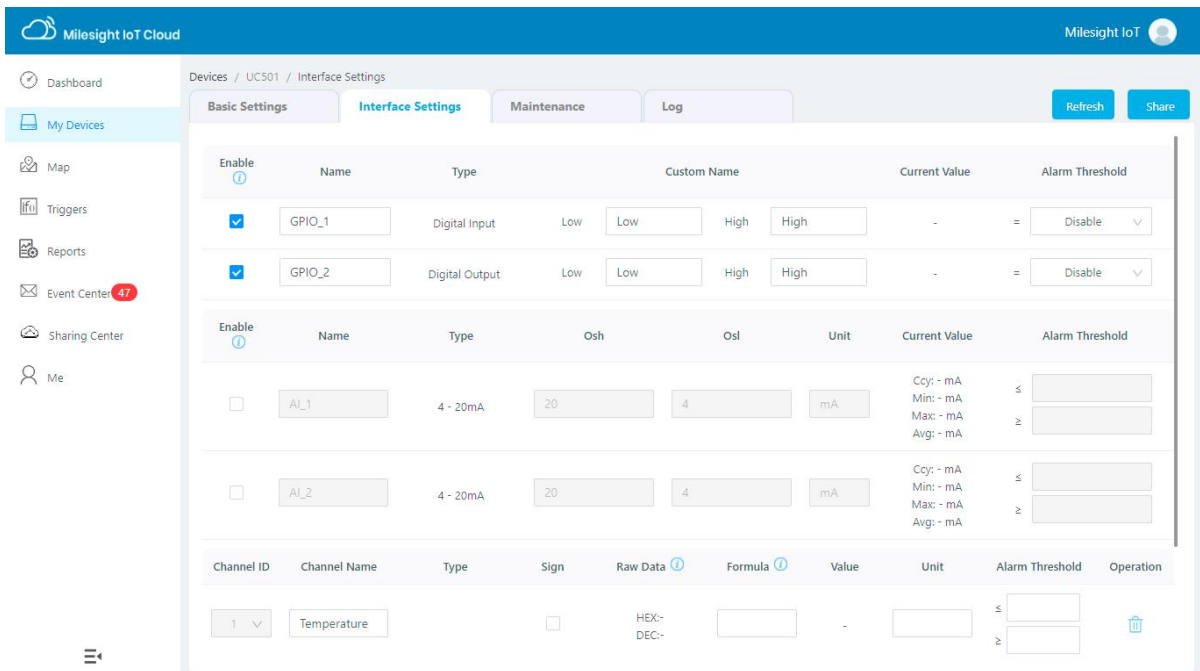 Milesight IoT Cloud
Milesight IoT
Dashboard
My Devices
Map
Triggers
Reports
Event Center 47
Sharing Center
Me
Devices / UC501 / Interface Settings
Basic Settings Interface Settings Maintenance Log Refresh Share
Enable Name Type Custom Name Current Value Alarm Threshold
GPIO_1 Digital Input Low Low High High - = Disable
GPIO_2 Digital Output Low Low High High - = Disable
Enable Name Type Osh Osl Unit Current Value Alarm Threshold
AI_1 4 - 20mA 20 4 mA
Ccy: - mA
Min: - mA
Max: - mA
Avg: - mA
≤
≥
AI_2 4 - 20mA 20 4 mA
Ccy: - mA
Min: - mA
Max: - mA
Avg: - mA
≤
≥
Channel ID Channel Name Type Sign Raw Data Formula Value Unit Alarm Threshold Operation
1 Temperature
HEX:-
DEC:-
-
≤
≥